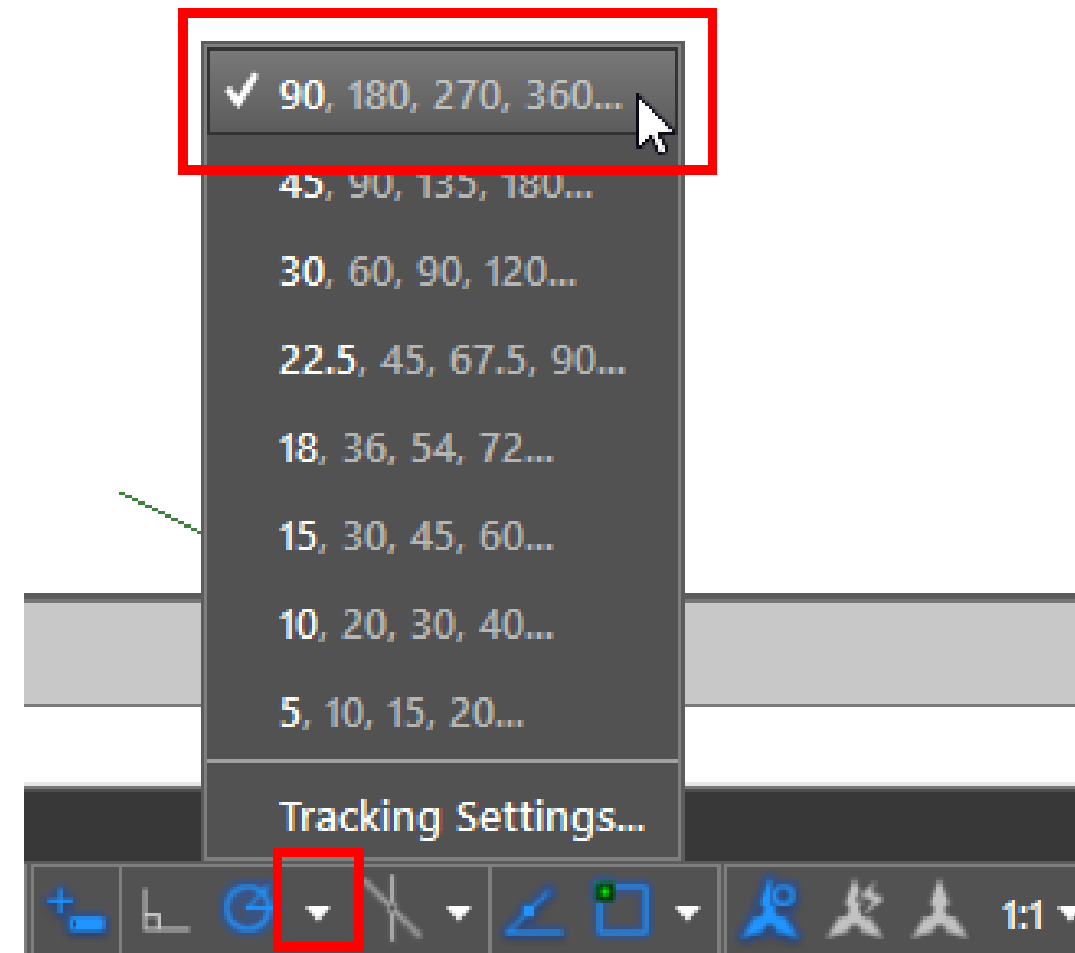 90, 180, 270, 360...
45, 90, 135, 180...
30, 60, 90, 120...
22.5, 45, 67.5, 90...
18, 36, 54, 72...
15, 30, 45, 60...
10, 20, 30, 40...
5, 10, 15, 20...
Tracking Settings...
1:1